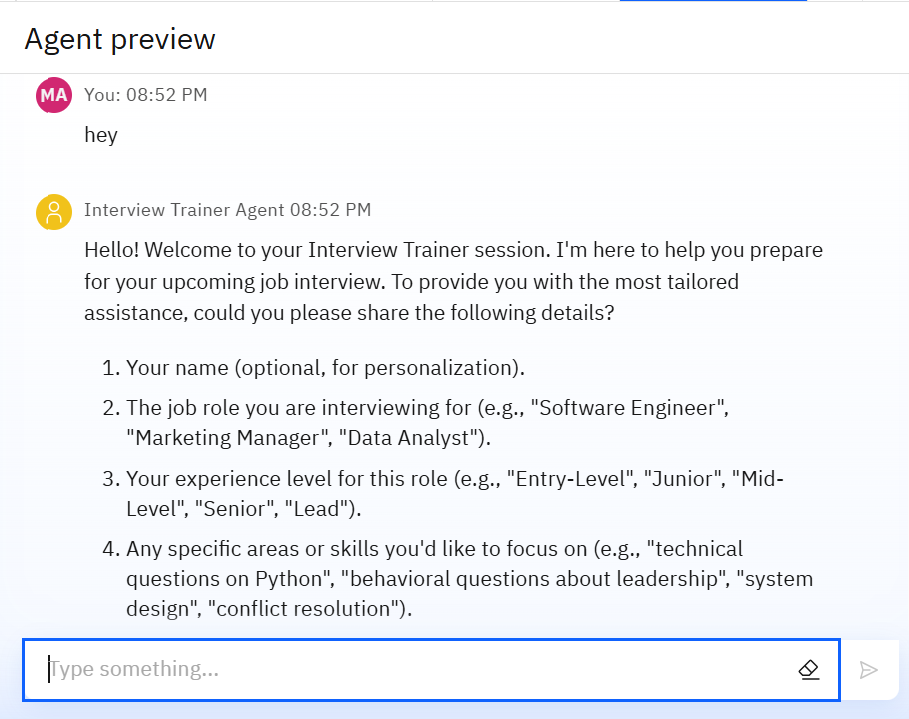 Agent preview
MA
You: 08:52 PM
hey
Interview Trainer Agent 08:52 PM
Hello! Welcome to your Interview Trainer session. I'm here to help you prepare
for your upcoming job interview. To provide you with the most tailored
assistance, could you please share the following details?
1. Your name (optional, for personalization).
2. The job role you are interviewing for (e.g., "Software Engineer",
"Marketing Manager", "Data Analyst").
3. Your experience level for this role (e.g., "Entry-Level", "Junior", "Mid-
Level", "Senior", "Lead").
4. Any specific areas or skills you'd like to focus on (e.g., "technical
questions on Python", "behavioral questions about leadership", "system
design", "conflict resolution").
Type something...